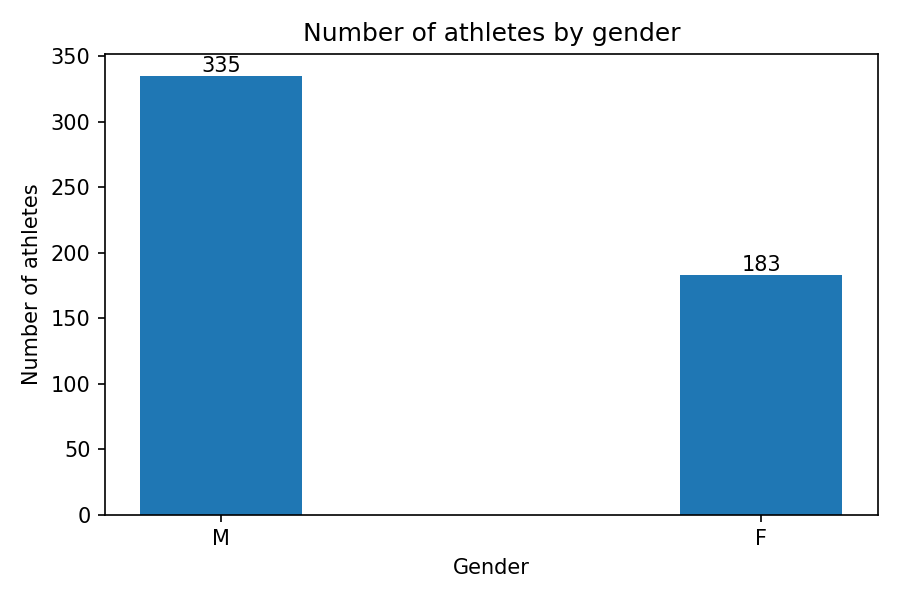 Number of athletes by gender
Number of athletes
350
300
250
200
150
100
50
0
335
183
M
F
Gender